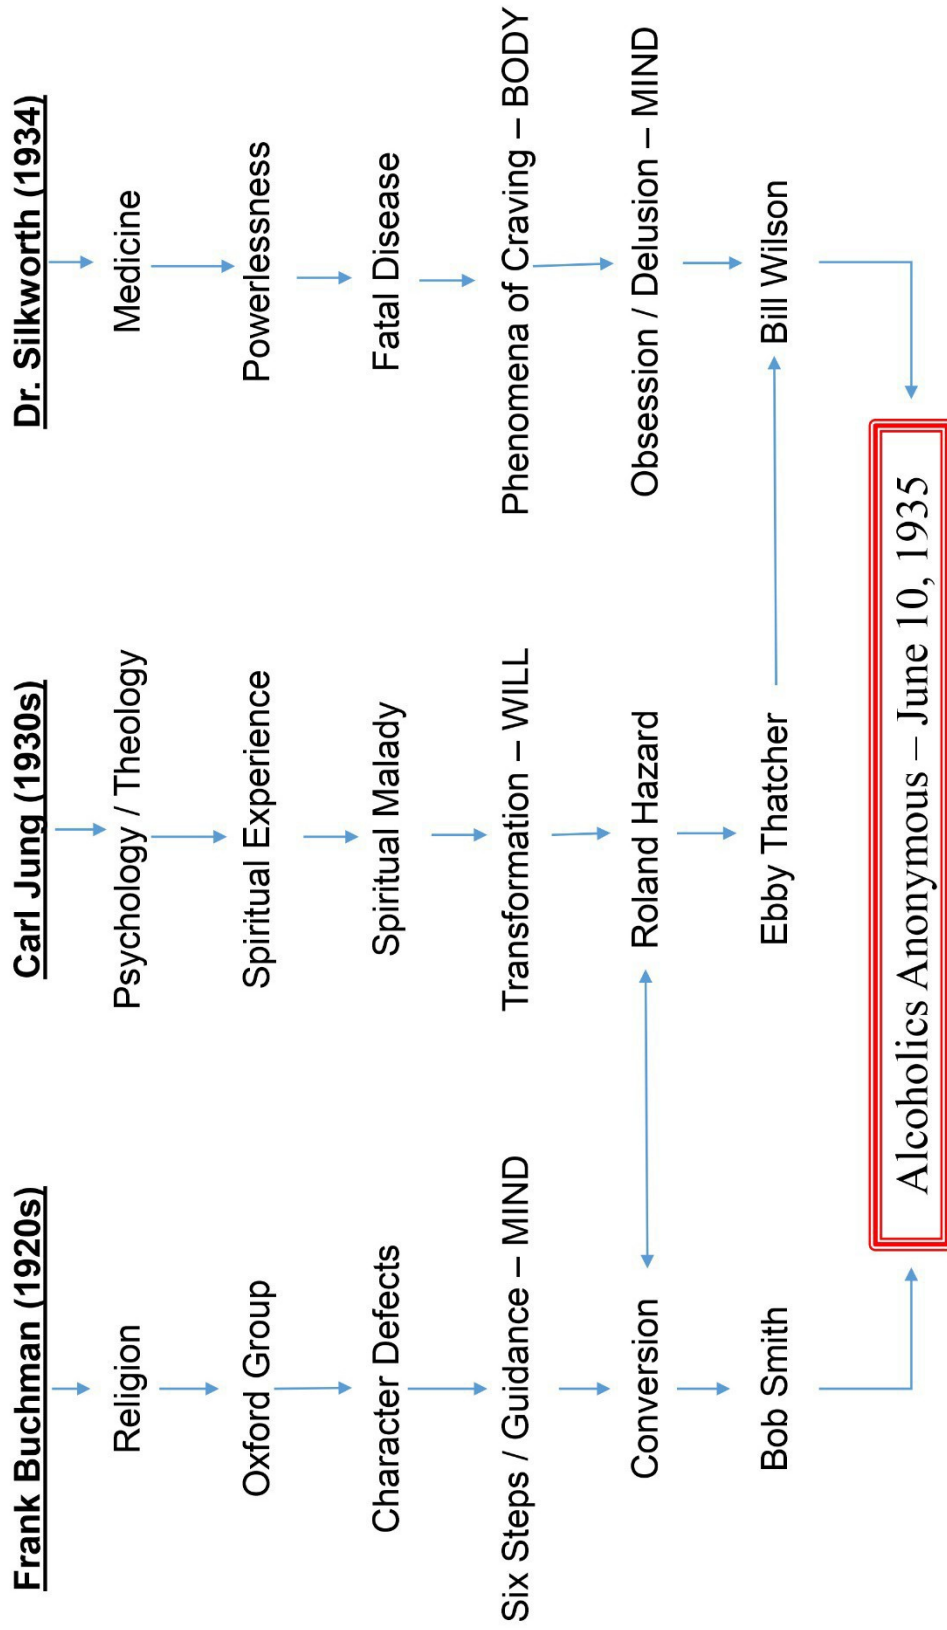 Frank Buchman (1920s)
Religion
Oxford Group
Character Defects
Six Steps / Guidance – MIND
Conversion
Bob Smith
Carl Jung (1930s)
Psychology / Theology
Spiritual Experience
Spiritual Malady
Transformation – WILL
Roland Hazard
Ebby Thatcher
Dr. Silkworth (1934)
Medicine
Powerlessness
Fatal Disease
Phenomena of Craving – BODY
Obsession / Delusion – MIND
Bill Wilson
Alcoholics Anonymous – June 10, 1935